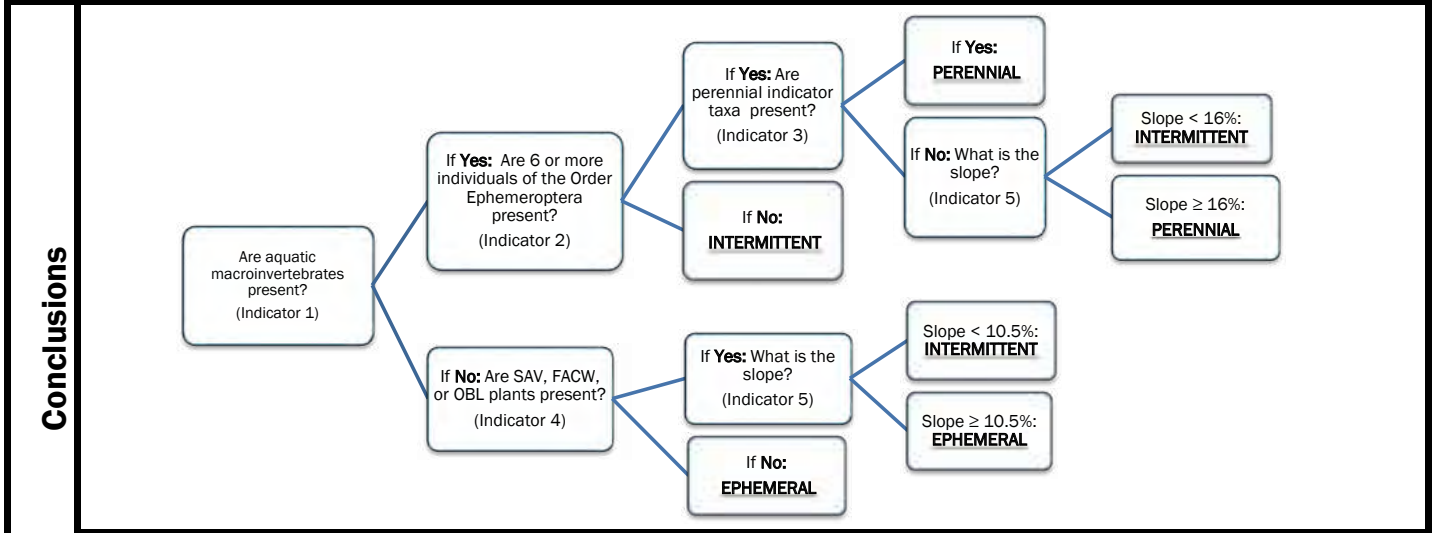 Conclusions
Are aquatic
macroinvertebrates
present?
(Indicator 1)
If Yes: Are 6 or more
individuals of the Order
Ephemeroptera
present?
(Indicator 2)
If Yes: Are
perennial indicator
taxa present?
(Indicator 3)
If Yes:
PERENNIAL
If No: What is the
slope?
(Indicator 5)
Slope < 16%:
INTERMITTENT
Slope ≥ 16%:
PERENNIAL
If No:
INTERMITTENT
If No: Are SAV, FACW,
or OBL plants present?
(Indicator 4)
If Yes: What is the
slope?
(Indicator 5)
Slope < 10.5%:
INTERMITTENT
Slope ≥ 10.5%:
EPHEMERAL
If No:
EPHEMERAL